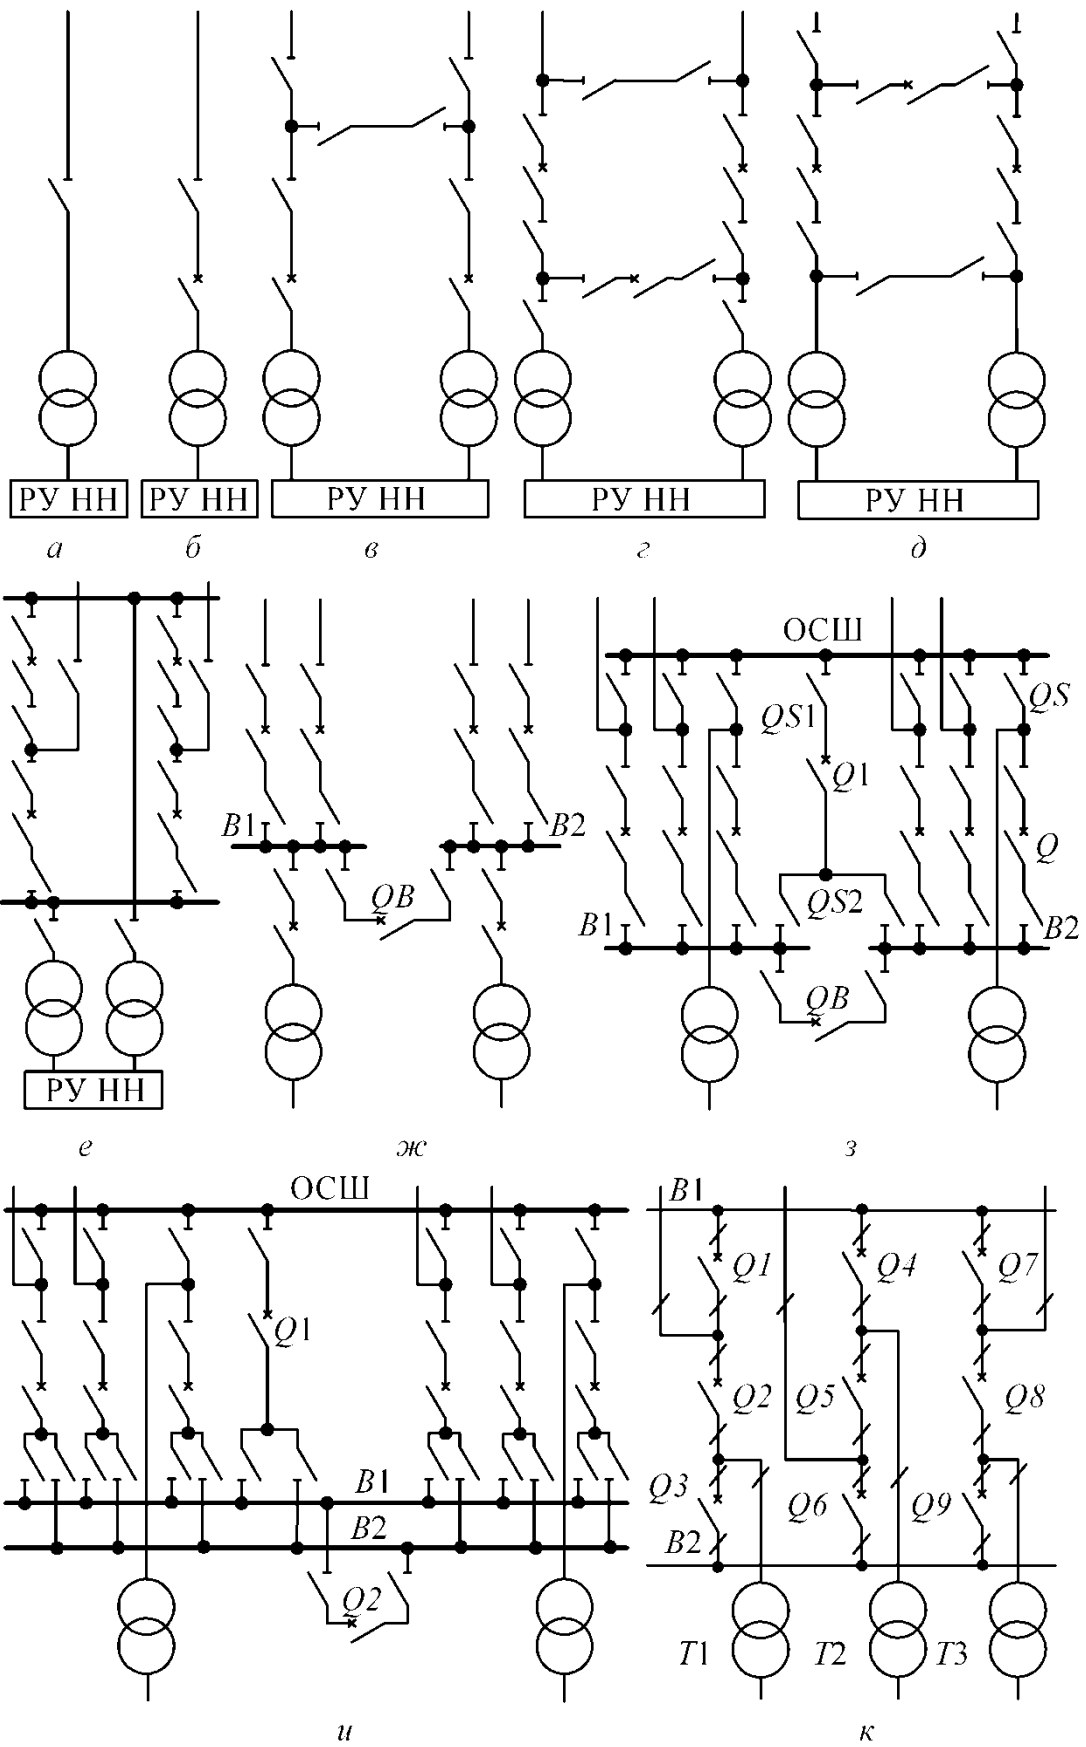 РУ НН РУ НН РУ НН РУ НН РУ НН
а б в г д
ОСШ
QS
QS1
Q1
B1 B2
Q
QB QS2
B1 B2
QB
РУ НН
е ж з
ОСШ B1
Q1 Q4 Q7
Q1
Q2 Q5 Q8
B1 Q3 Q6 Q9
B2 B2
Q2
T1 T2 T3
и к